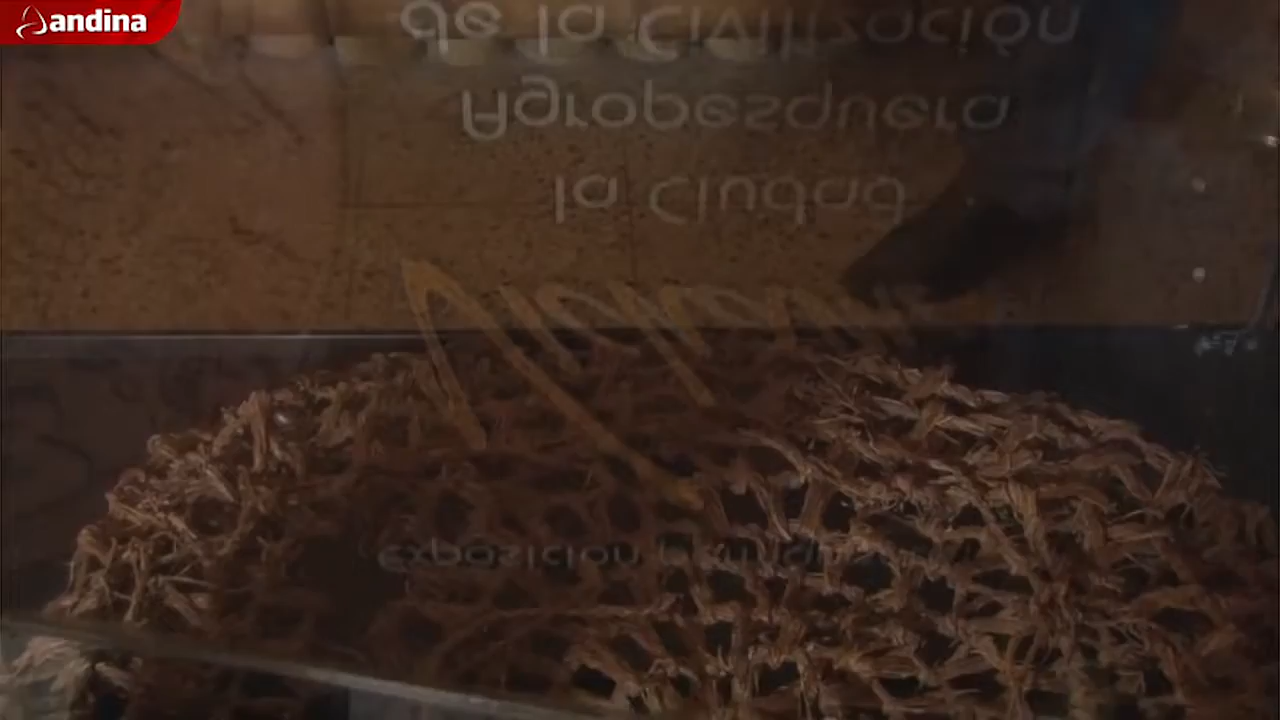 andina
exposición
la Ciudad
Agropesquera
de la Civilización